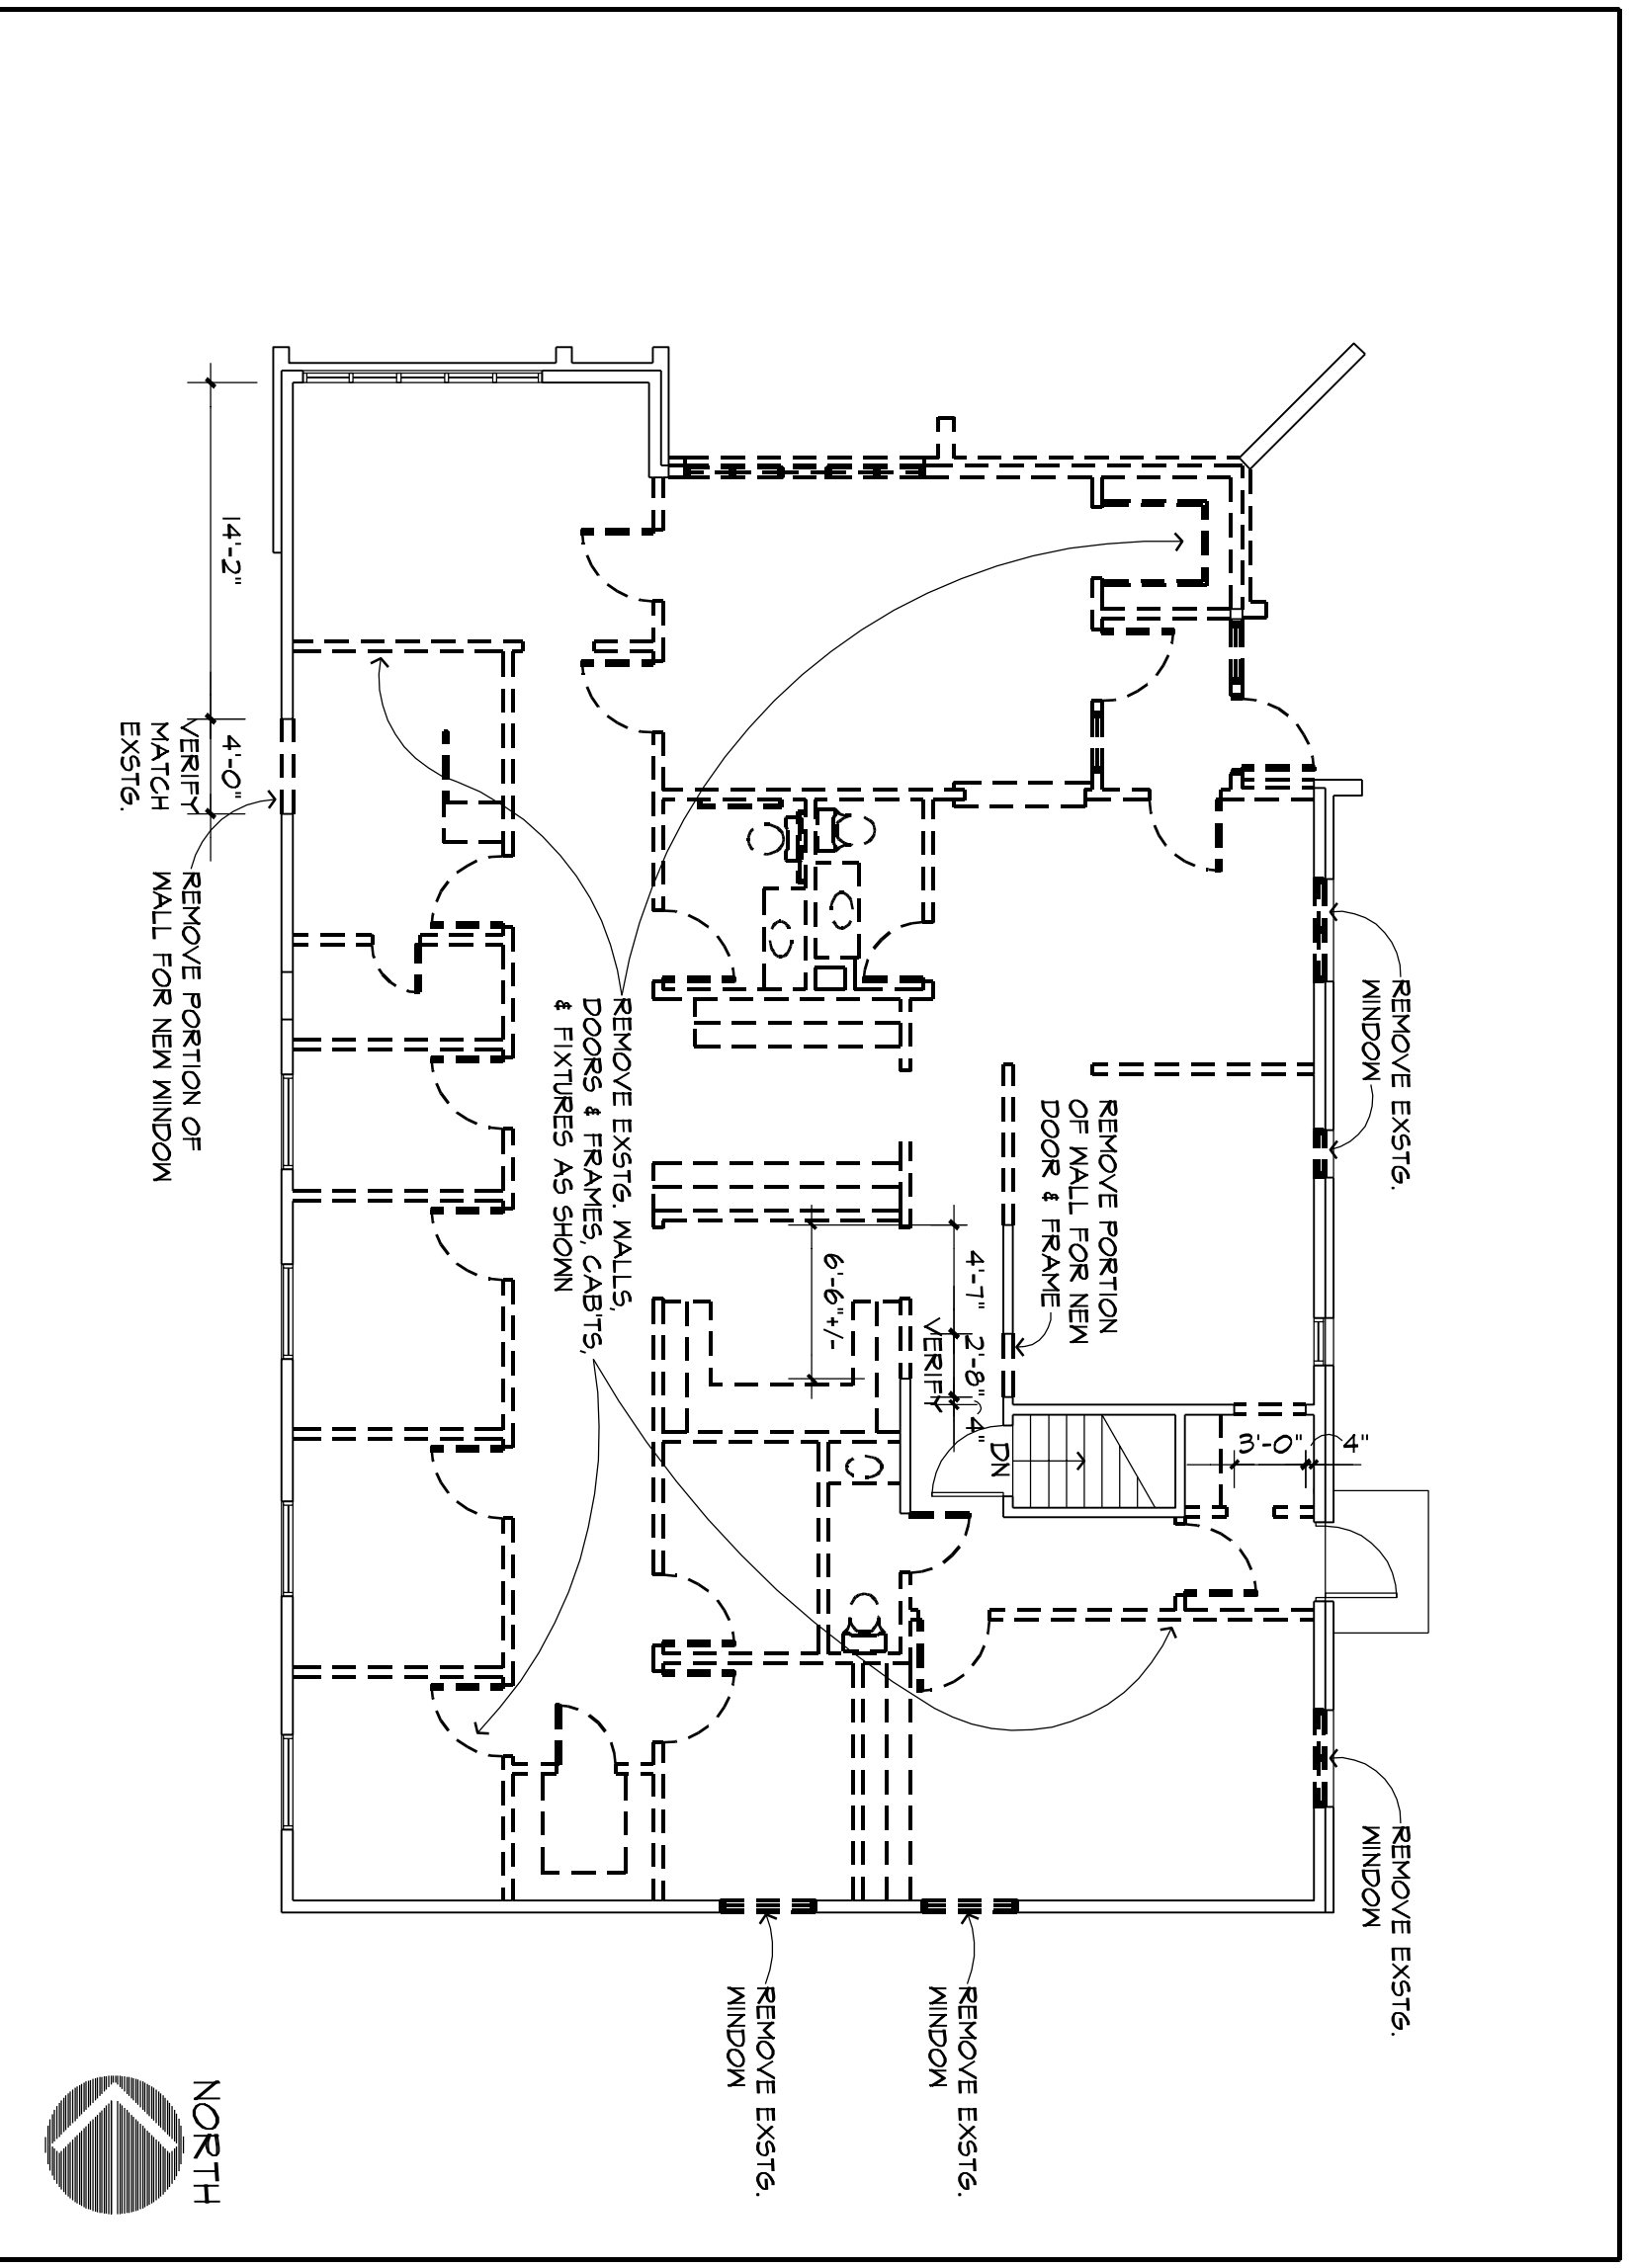 REMOVE EXSTG.
WINDOW
REMOVE EXSTG.
WINDOW
REMOVE PORTION
OF WALL FOR NEW
DOOR & FRAME
3'-0"
4"
4'-7"
2'-8"
4"
VERIFY
DN
6'-6"+/-
REMOVE EXSTG. WALLS,
DOORS & FRAMES, CAB'TS,
& FIXTURES AS SHOWN
REMOVE EXSTG.
WINDOW
REMOVE EXSTG.
WINDOW
14'-2"
4'-0"
VERIFY
MATCH
EXSTG.
REMOVE PORTION OF
WALL FOR NEW WINDOW
NORTH